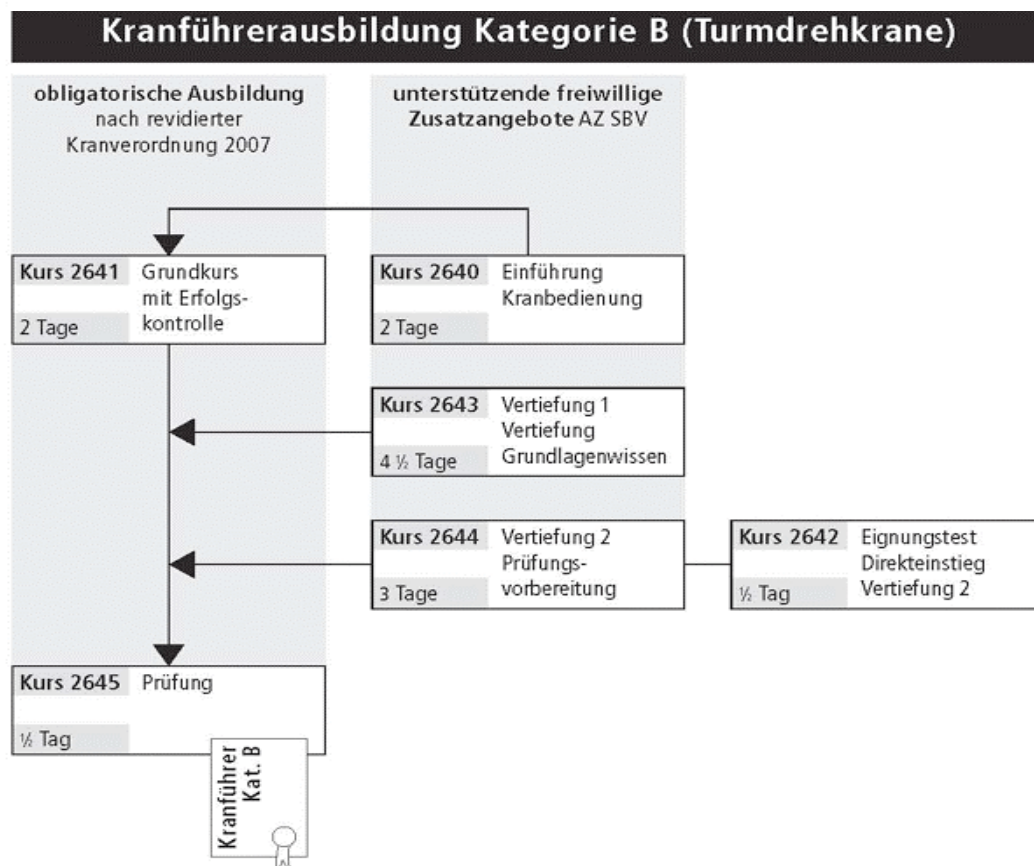 Kranführerausbildung Kategorie B (Turmdrehkrane)
obligatorische Ausbildung
nach revidierter
Kranverordnung 2007
unterstützende freiwillige
Zusatzangebote AZ SBV
Kurs 2641
Grundkurs
mit Erfolgs-
kontrolle
2 Tage
Kurs 2640
Einführung
Kranbedienung
2 Tage
Kurs 2643
Vertiefung 1
Vertiefung
Grundlagenwissen
4 ½ Tage
Kurs 2644
Vertiefung 2
Prüfungs-
vorbereitung
3 Tage
Kurs 2642
Eignungstest
Direkteinstieg
Vertiefung 2
½ Tag
Kurs 2645
Prüfung
½ Tag
Kranführer
Kat. B